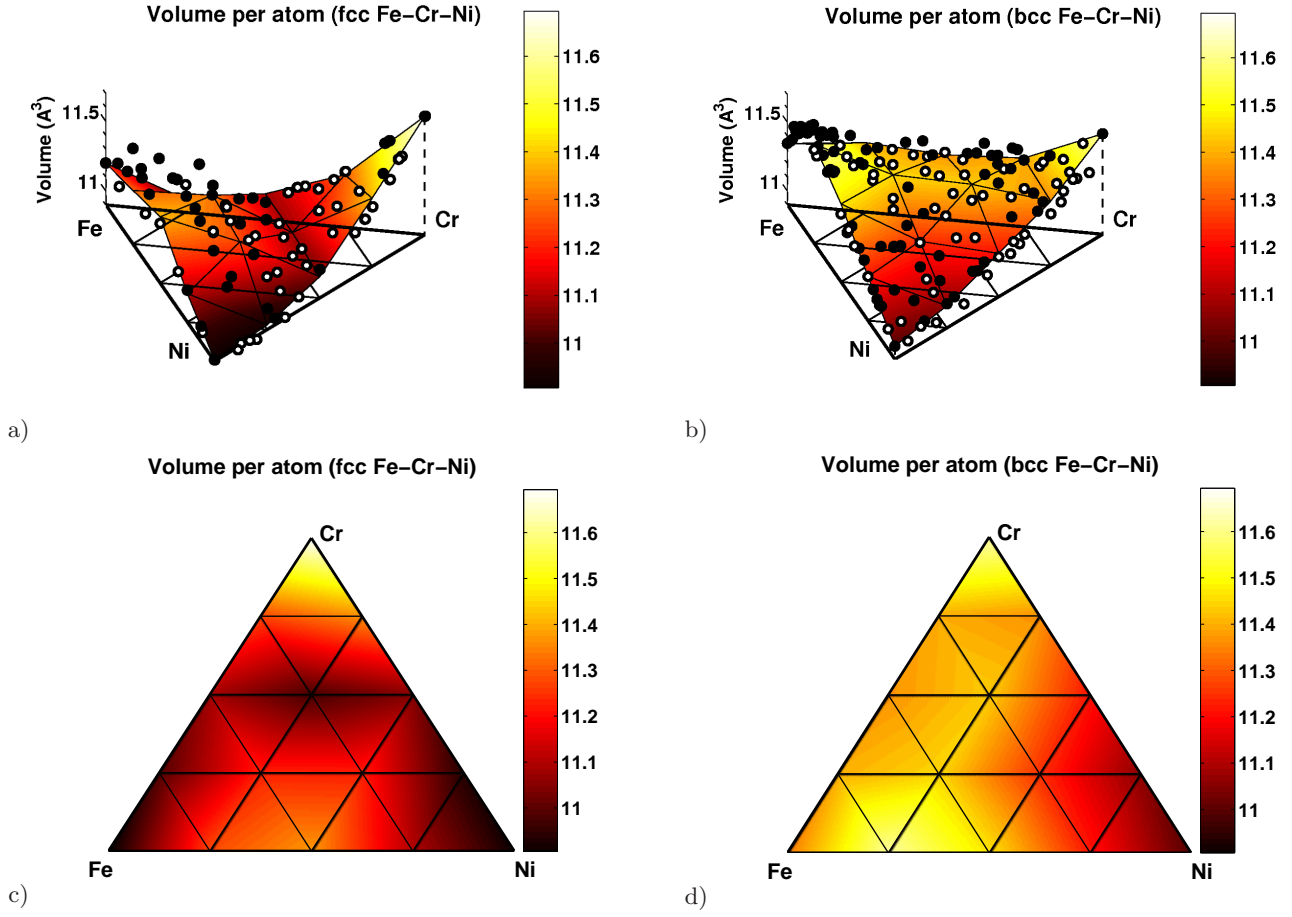 Volume per atom (fcc Fe−Cr−Ni)
Volume (A³)
11.5
11
Fe
Cr
Ni
11.6
11.5
11.4
11.3
11.2
11.1
11
a)
Volume per atom (bcc Fe−Cr−Ni)
Volume (A³)
11.5
11
Fe
Cr
Ni
11.6
11.5
11.4
11.3
11.2
11.1
11
b)
Volume per atom (fcc Fe−Cr−Ni)
Cr
Fe
Ni
11.6
11.5
11.4
11.3
11.2
11.1
11
c)
Volume per atom (bcc Fe−Cr−Ni)
Cr
Fe
Ni
11.6
11.5
11.4
11.3
11.2
11.1
11
d)